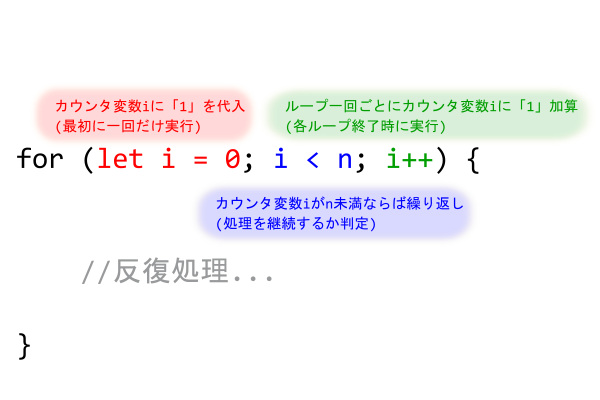 カウンタ変数iに「1」を代入
(最初に一回だけ実行)
ループ一回ごとにカウンタ変数iに「1」加算
(各ループ終了時に実行)
for (let i = 0; i < n; i++) {
カウンタ変数iがn未満ならば繰り返し
(処理を継続するか判定)
//反復処理...
}